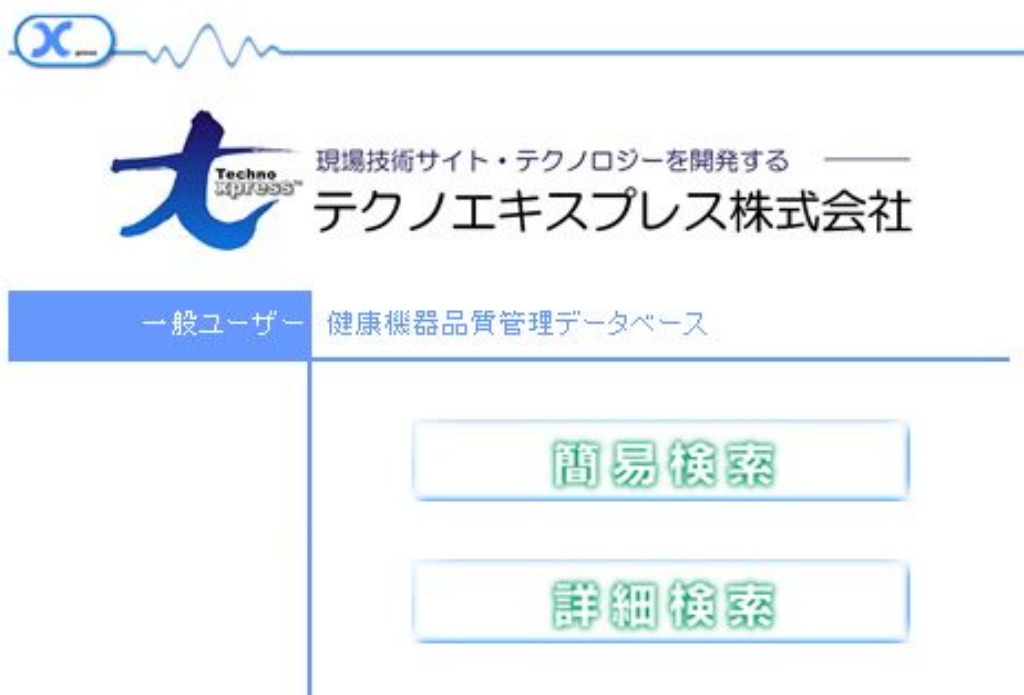 X
Techno
現場技術サイト・テクノロジーを開発する
xpress™
テクノエキスプレス株式会社
一般ユーザー 健康機器品質管理データベース
簡易検索
詳細検索